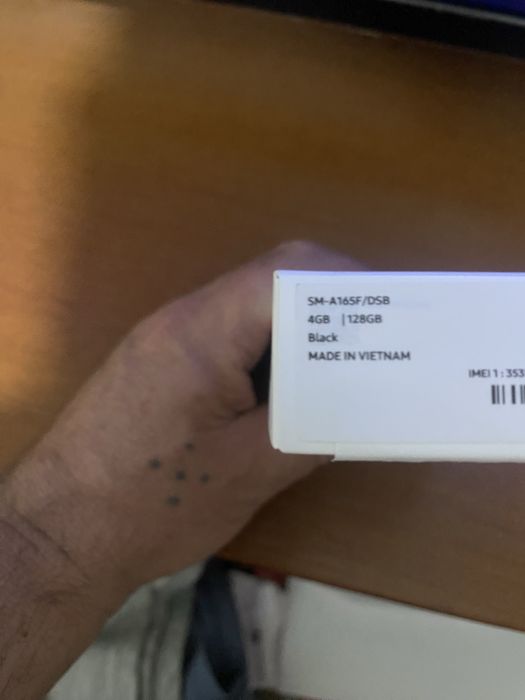 SM-A165F/DSB
4GB |128GB
Black
MADE IN VIETNAM
IMEI 1 : 353